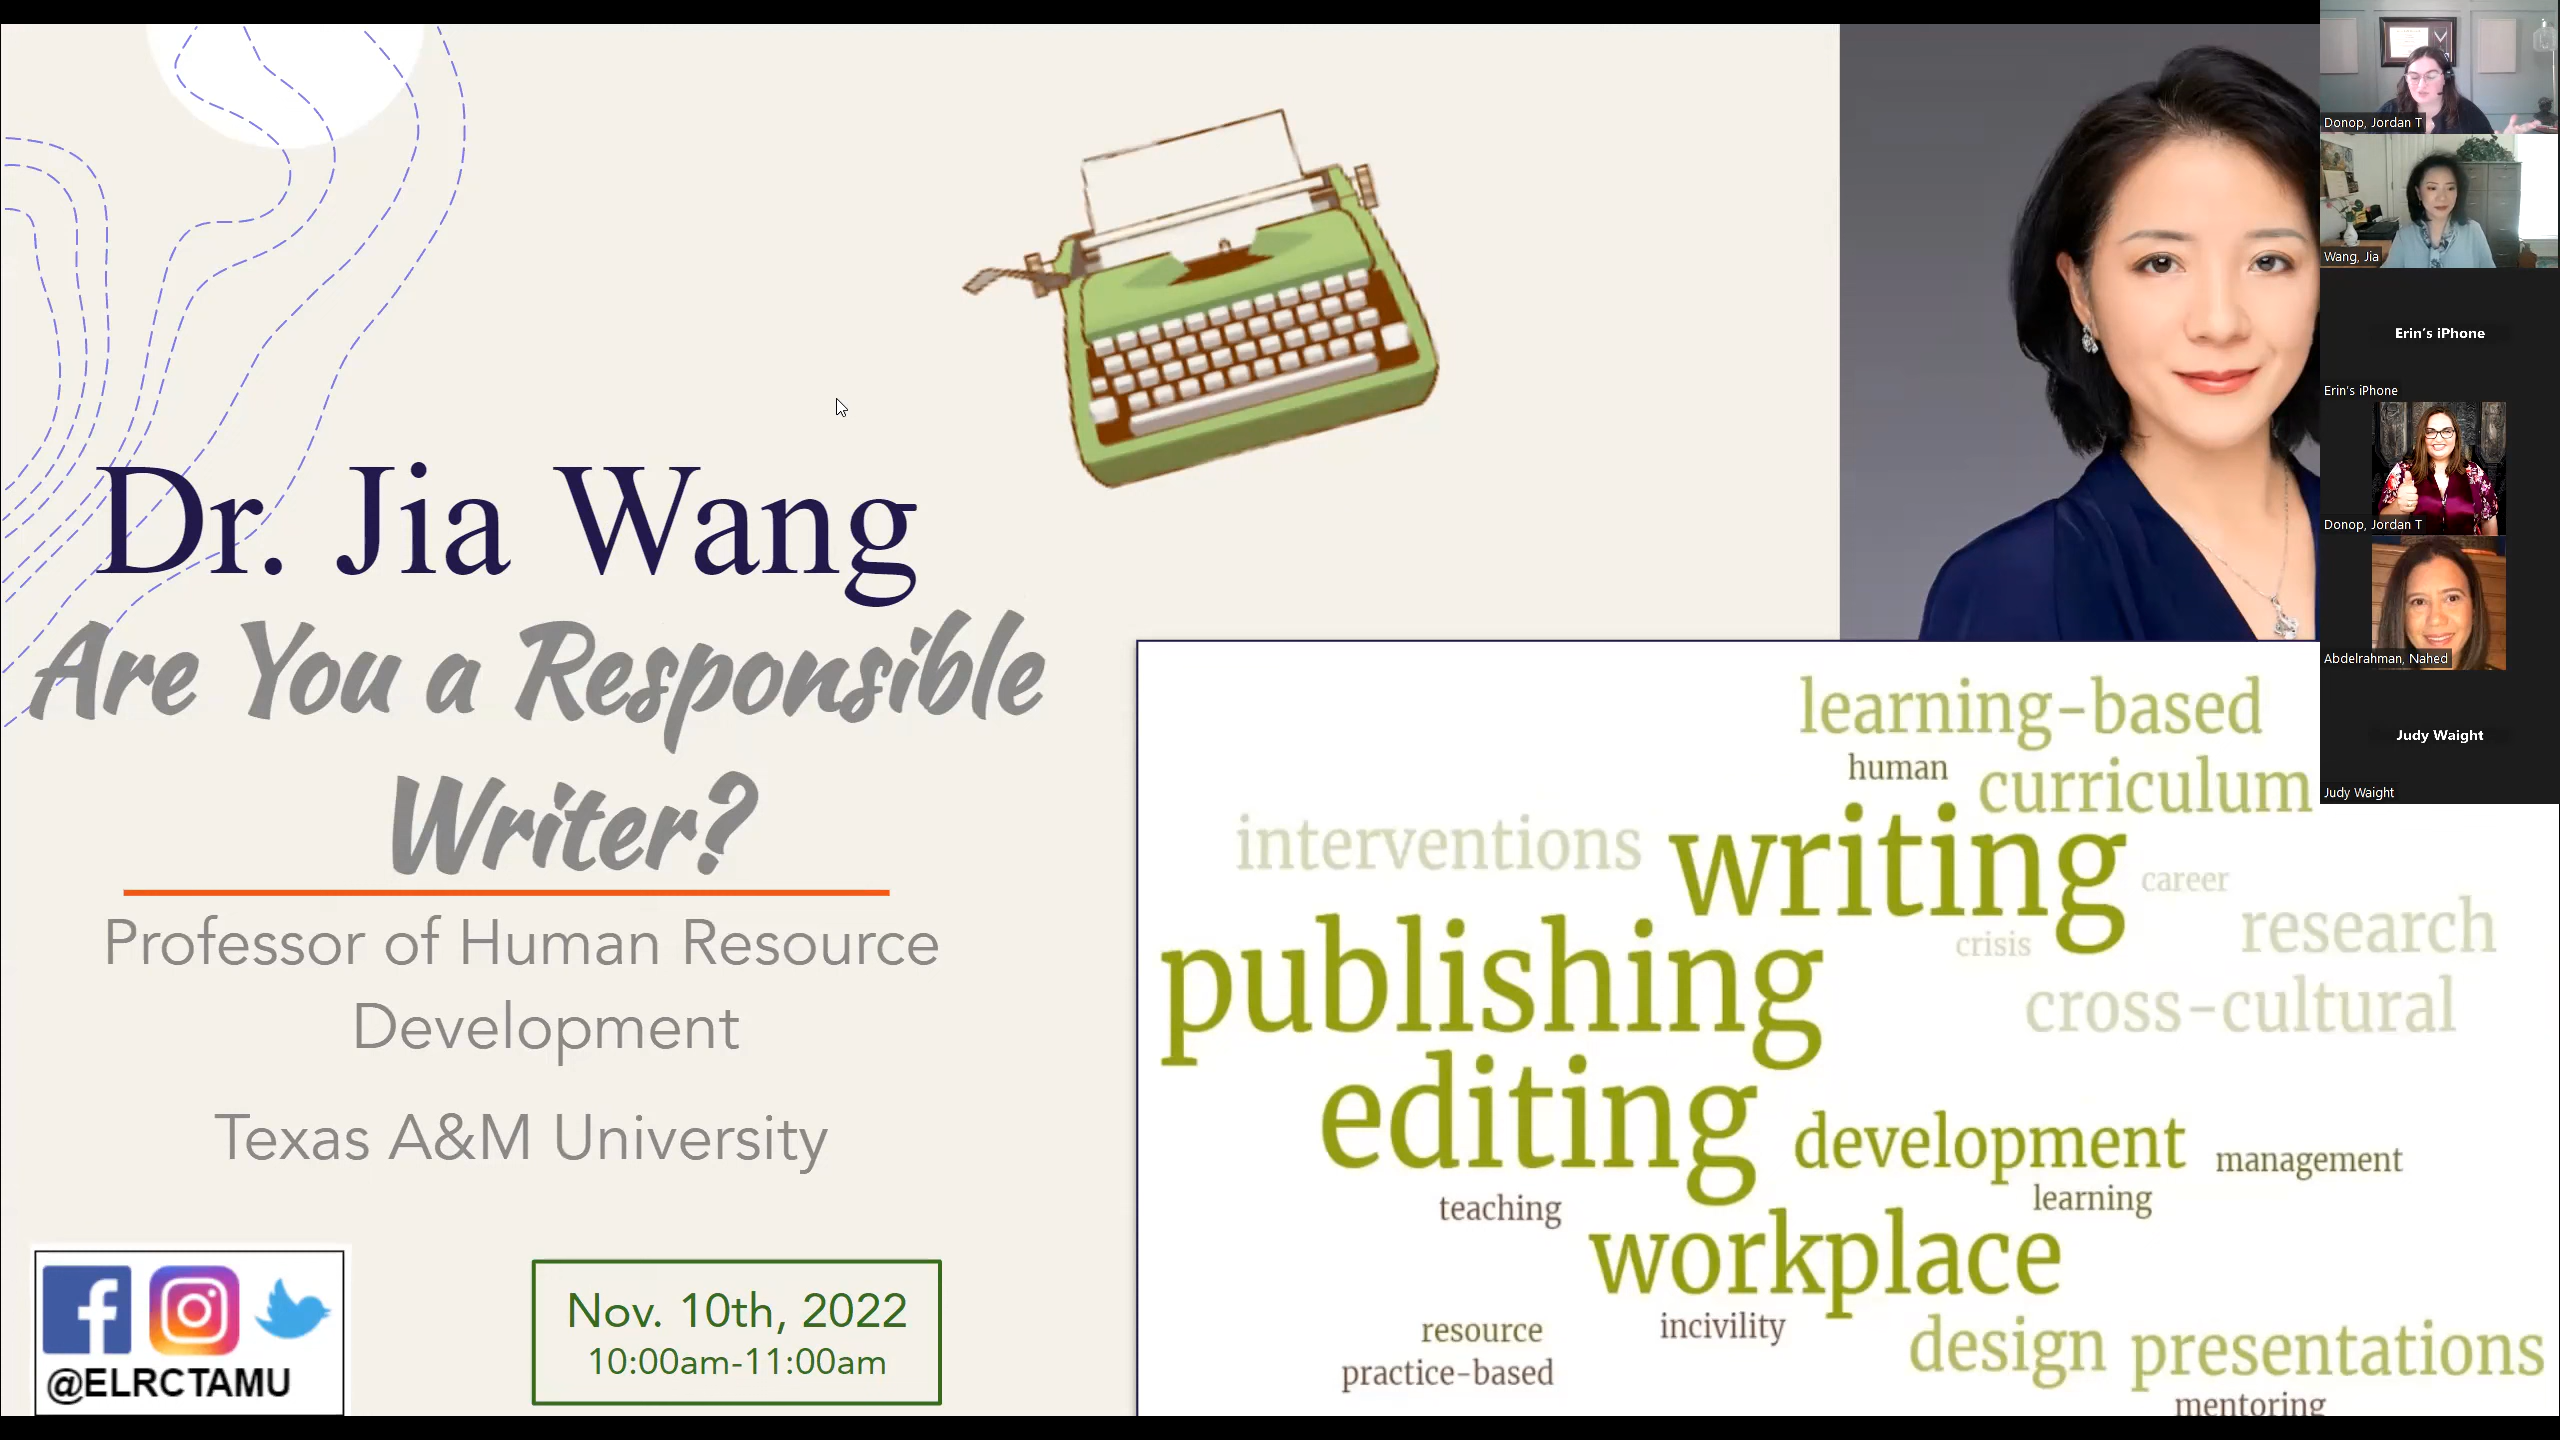 Dr. Jia Wang
Are You a Responsible
Writer?
Professor of Human Resource
Development
Texas A&M University
@ELRCTAMU
Nov. 10th, 2022
10:00am-11:00am
learning-based
human
curriculum
interventions
writing
career
publishing
crisis
research
cross-cultural
editing
development
management
teaching
learning
workplace
resource
incivility
design
presentations
practice-based
mentoring
Donop, Jordan T
Wang, Jia
Erin's iPhone
Erin's iPhone
Donop, Jordan T
Abdelrahman, Nahed
Judy Waight
Judy Waight